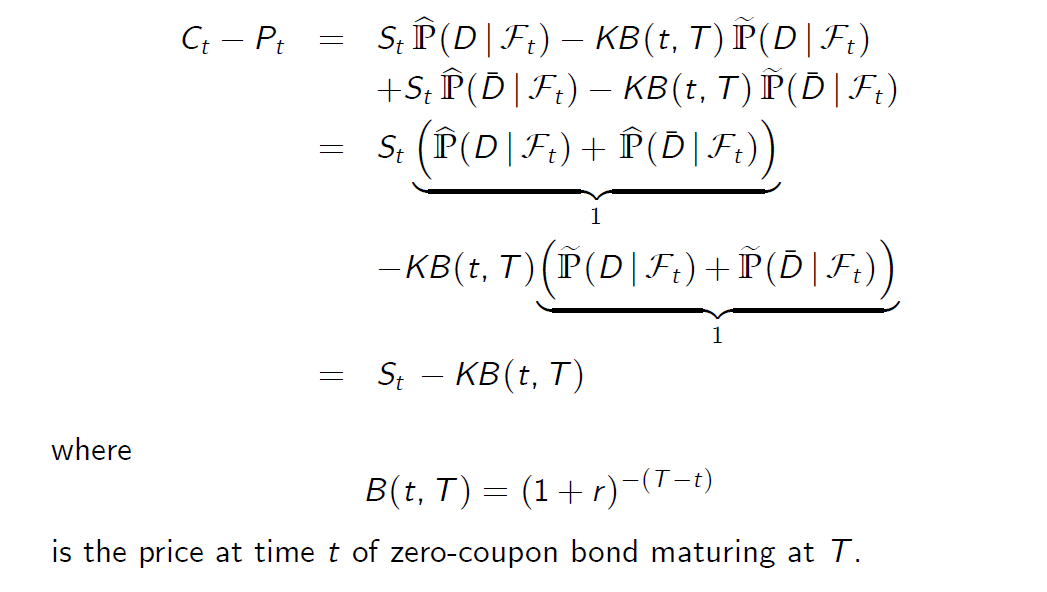 C_t − P_t = S_t P̂(D | ℱ_t) − KB(t, T) P̃(D | ℱ_t)
+S_t P̂(D̄ | ℱ_t) − KB(t, T) P̃(D̄ | ℱ_t)
= S_t (P̂(D | ℱ_t) + P̂(D̄ | ℱ_t))
1
−KB(t, T)(P̃(D | ℱ_t) + P̃(D̄ | ℱ_t))
1
= S_t − KB(t, T)
where
B(t, T) = (1 + r)^{−(T−t)}
is the price at time t of zero-coupon bond maturing at T.